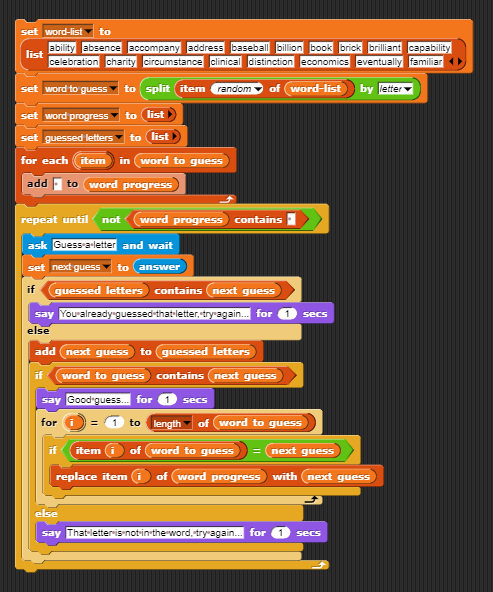 set word-list to
list ability absence accompany address baseball billion book brick brilliant capability
celebration charity circumstance clinical distinction economics eventually familiar
set word to guess to split item random of word-list by letter
set word progress to list
set guessed letters to list
for each item in word to guess
add to word progress
repeat until not word progress contains
ask Guess a letter and wait
set next guess to answer
if guessed letters contains next guess
say You already guessed that letter, try again... for 1 secs
else
add next guess to guessed letters
if word to guess contains next guess
say Good guess... for 1 secs
for i = 1 to length of word to guess
if item i of word to guess = next guess
replace item i of word progress with next guess
else
say That letter is not in the word, try again... for 1 secs